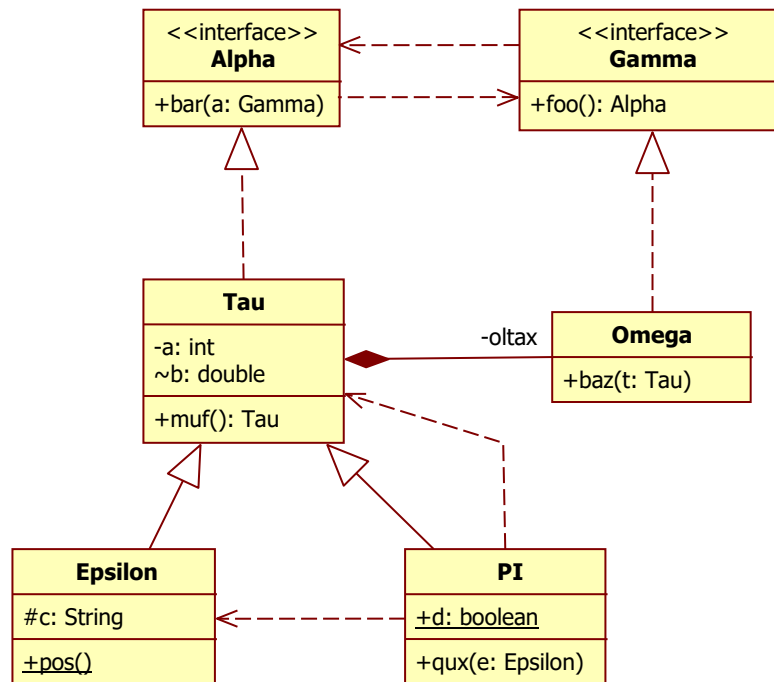 <<interface>>
Alpha
+bar(a: Gamma)
<<interface>>
Gamma
+foo(): Alpha
Tau
-a: int
~b: double
+muf(): Tau
-oltax
Omega
+baz(t: Tau)
Epsilon
#c: String
+pos()
PI
+d: boolean
+qux(e: Epsilon)